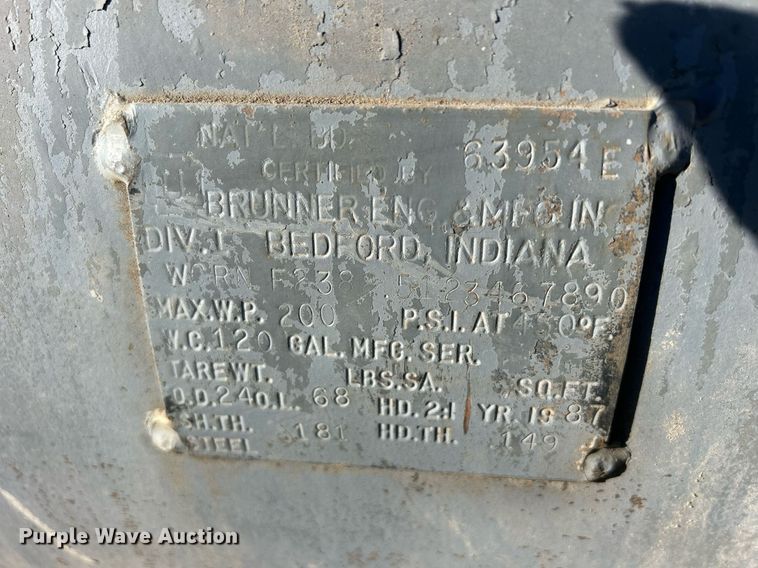 NAT'L. BD. 63954E
CERTIFIED BY
BRUNNER ENG. & MFG. IN
DIV. BEDFORD, INDIANA
MAX.W.P. 200 P.S.I. AT 450°F.
W.C. 120 GAL. MFG. SER.
TARE WT. LBS. SA. SQ. FT.
O.D. 24 O.L. 68 HD. 2:1 YR. 1987
SH.TH. .181 HD.TH. .149
STEEL
Purple Wave Auction